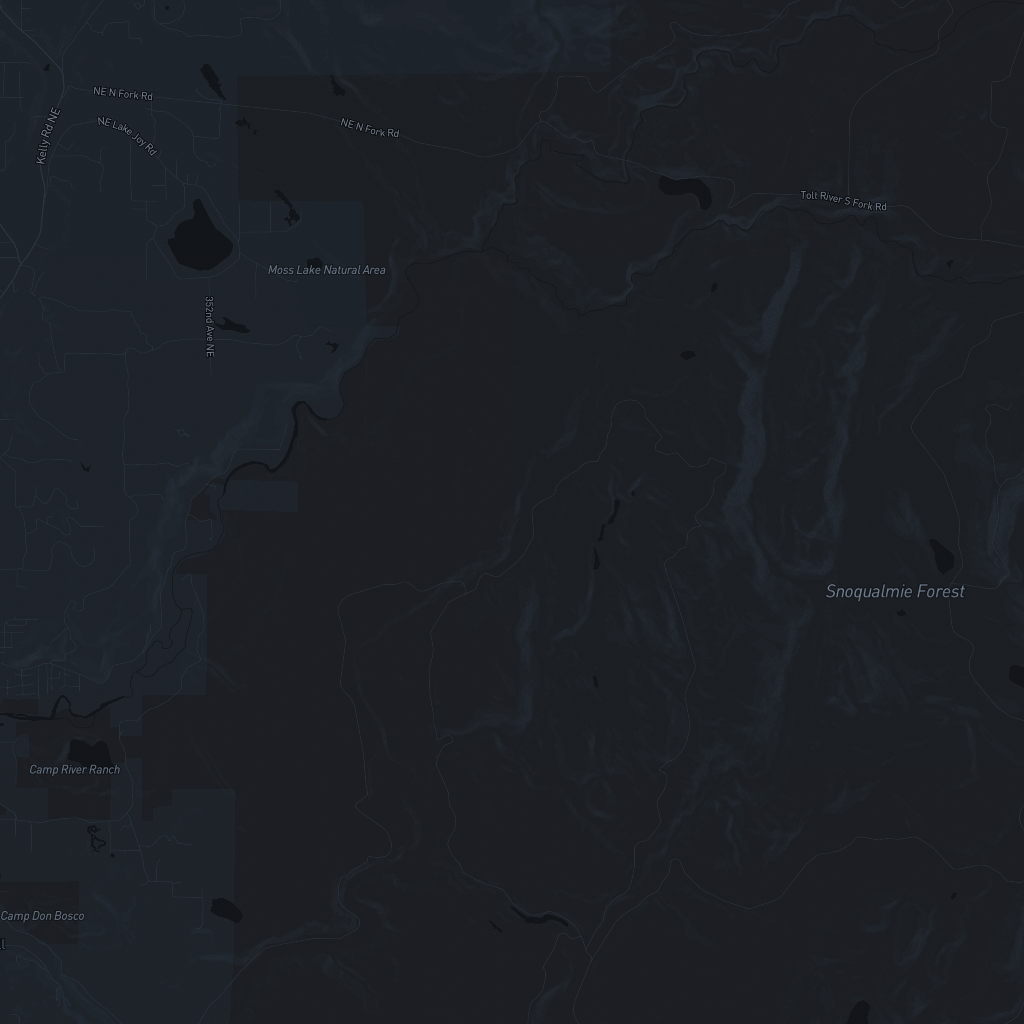 NE N Fork Rd
NE Lake Joy Rd
Kelly Rd NE
NE N Fork Rd
Tolt River S Fork Rd
Moss Lake Natural Area
352nd Ave NE
Snoqualmie Forest
Camp River Ranch
Camp Don Bosco